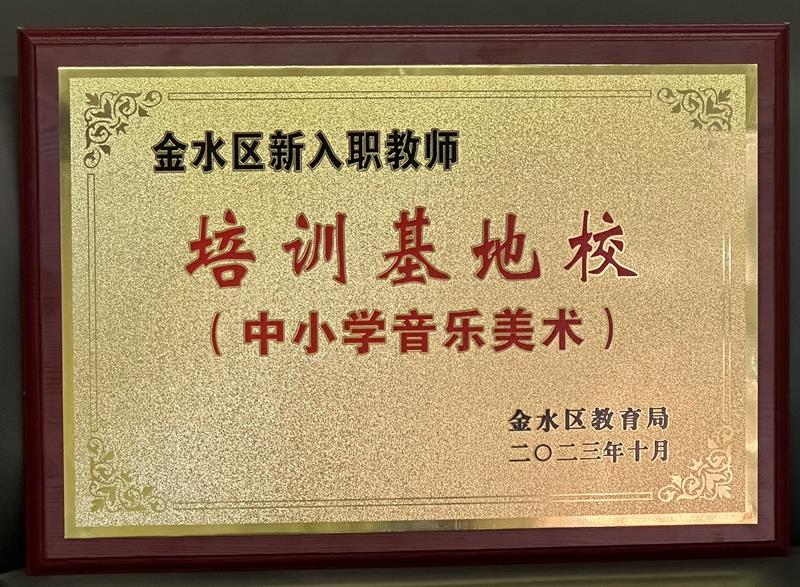 金水区新入职教师
培训基地校
（中小学音乐美术）
金水区教育局
二〇二三年十月